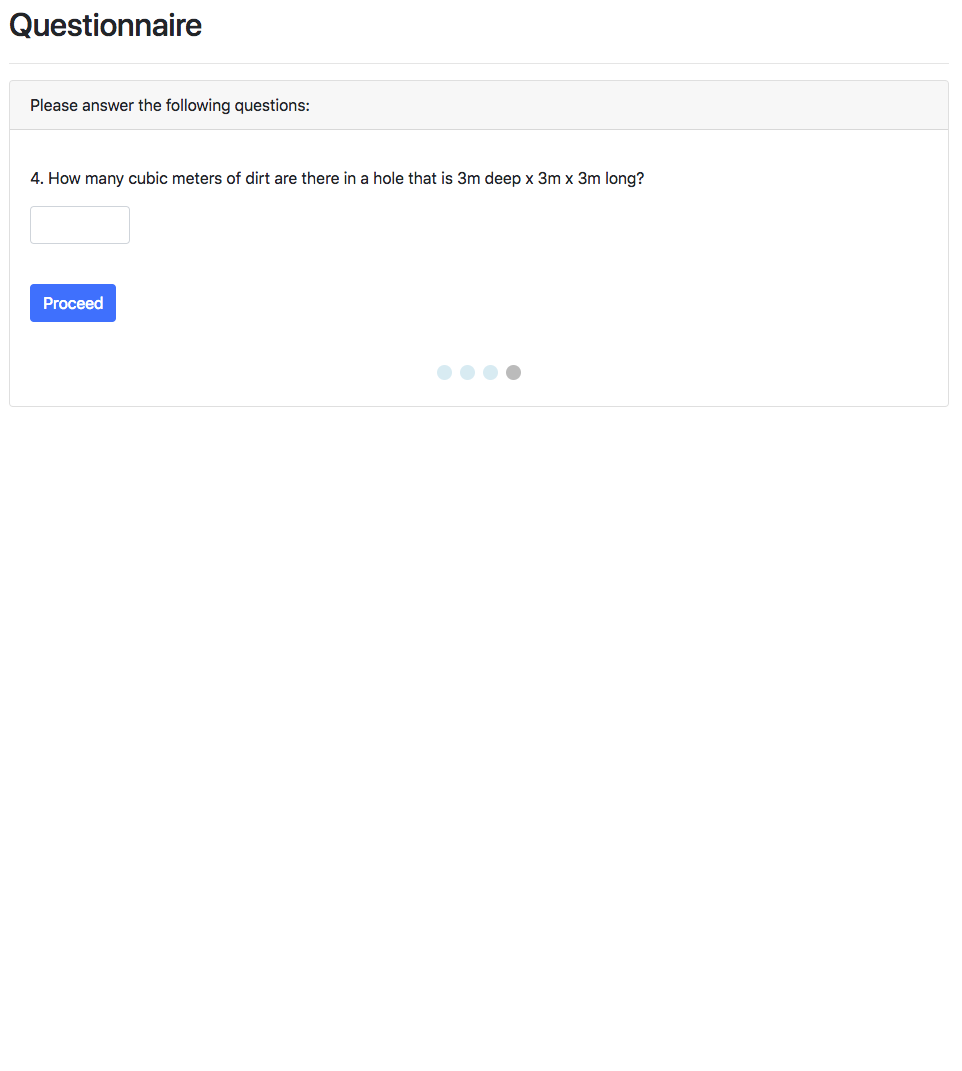 Questionnaire
Please answer the following questions:
4. How many cubic meters of dirt are there in a hole that is 3m deep x 3m x 3m long?
Proceed